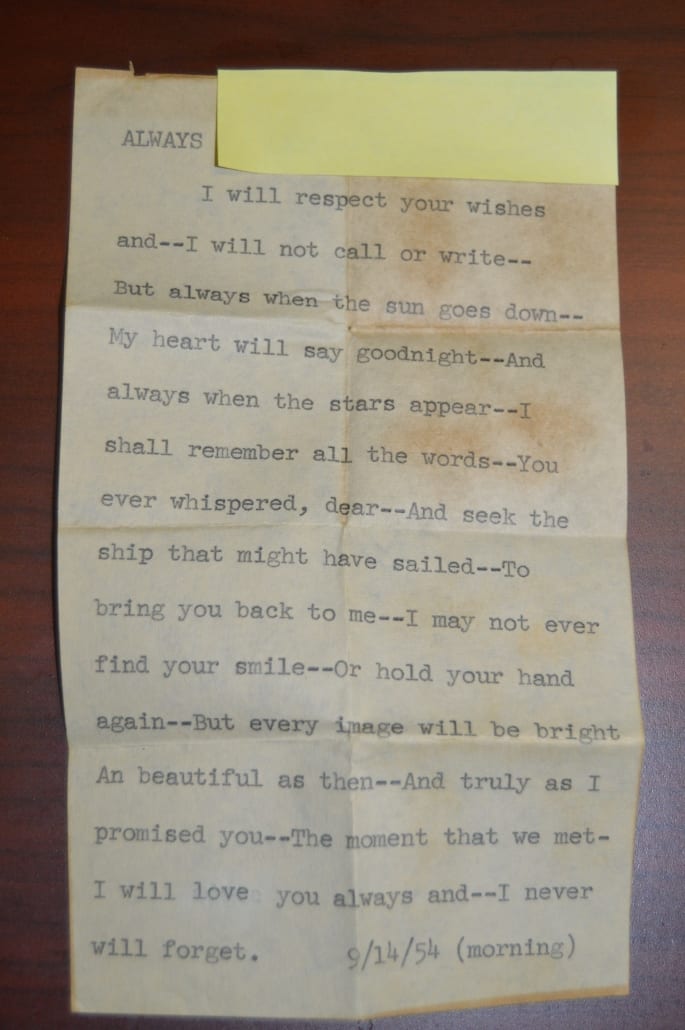 ALWAYS
I will respect your wishes
and--I will not call or write--
But always when the sun goes down--
My heart will say goodnight--And
always when the stars appear--I
shall remember all the words--You
ever whispered, dear--And seek the
ship that might have sailed--To
bring you back to me--I may not ever
find your smile--Or hold your hand
again--But every image will be bright
An beautiful as then--And truly as I
promised you--The moment that we met-
I will love you always and--I never
will forget. 9/14/54 (morning)